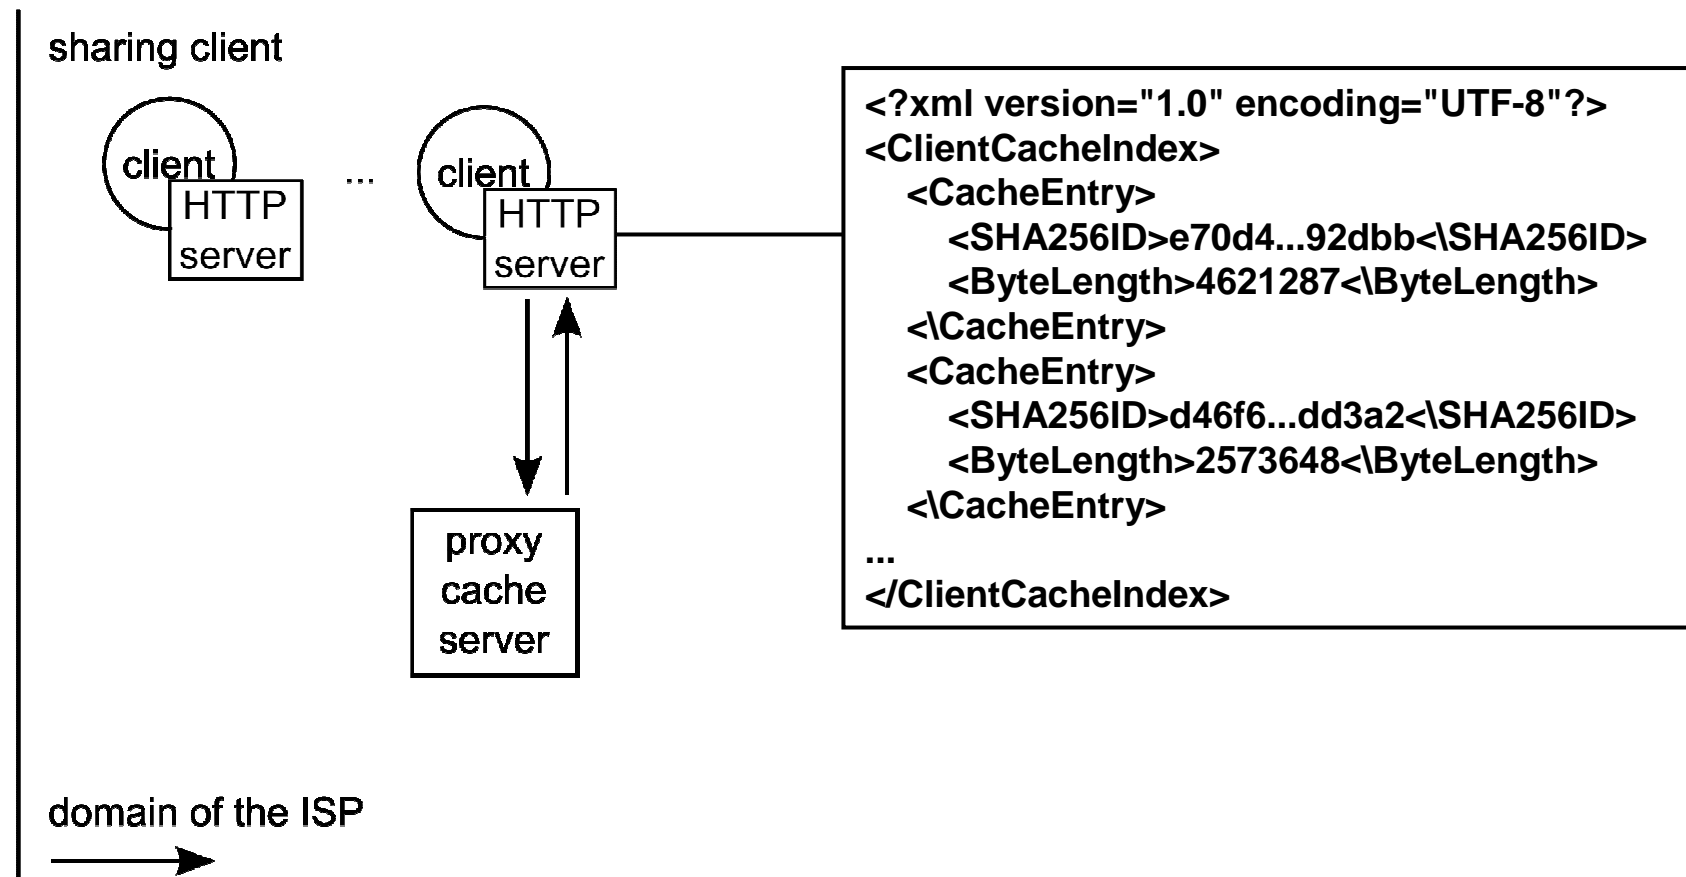 sharing client
client
HTTP
server
...
client
HTTP
server
proxy
cache
server
domain of the ISP
<?xml version="1.0" encoding="UTF-8"?>
<ClientCacheIndex>
<CacheEntry>
<SHA256ID>e70d4...92dbb<\SHA256ID>
<ByteLength>4621287<\ByteLength>
<\CacheEntry>
<CacheEntry>
<SHA256ID>d46f6...dd3a2<\SHA256ID>
<ByteLength>2573648<\ByteLength>
<\CacheEntry>
...
</ClientCacheIndex>